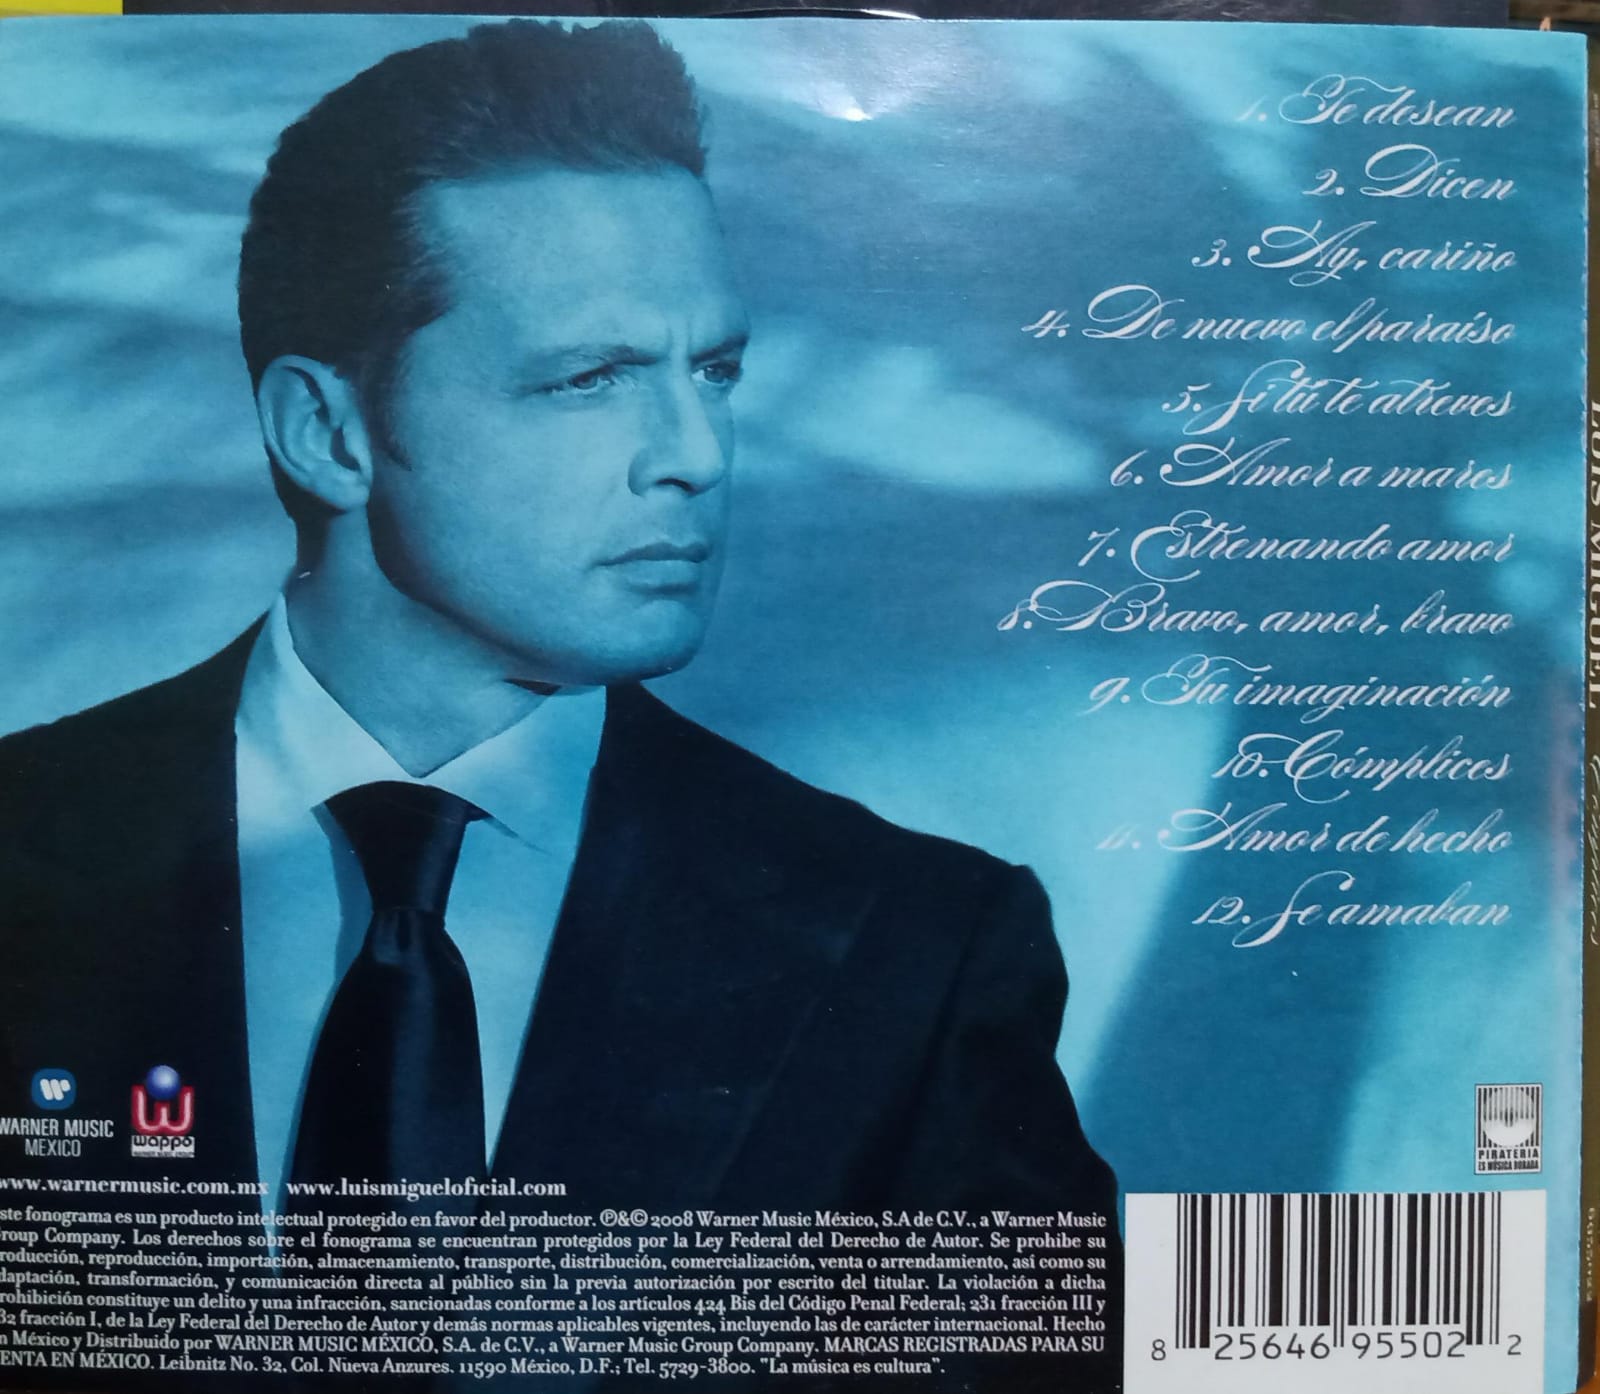 1. Te desean
2. Dicen
3. Ay, cariño
4. De nuevo el paraíso
5. Si tú te atreves
6. Amor a mares
7. Estrenando amor
8. Bravo, amor, bravo
9. Tu imaginación
10. Cómplices
11. Amor de hecho
12. Se amaban
LUIS MIGUEL Cómplices
WARNER MUSIC
MEXICO
wappo
PIRATERIA
ES MÚSICA BORADA
www.warnermusic.com.mx www.luismigueloficial.com
ste fonograma es un producto intelectual protegido en favor del productor. ℗&© 2008 Warner Music México, S.A de C.V., a Warner Music
roup Company. Los derechos sobre el fonograma se encuentran protegidos por la Ley Federal del Derecho de Autor. Se prohibe su
roducción, reproducción, importación, almacenamiento, transporte, distribución, comercialización, venta o arrendamiento, así como su
daptación, transformación, y comunicación directa al público sin la previa autorización por escrito del titular. La violación a dicha
rohibición constituye un delito y una infracción, sancionadas conforme a los artículos 424 Bis del Código Penal Federal; 231 fracción III y
32 fracción I, de la Ley Federal del Derecho de Autor y demás normas aplicables vigentes, incluyendo las de carácter internacional. Hecho
n México y Distribuido por WARNER MUSIC MÉXICO, S.A. de C.V., a Warner Music Group Company. MARCAS REGISTRADAS PARA SU
ENTA EN MÉXICO. Leibnitz No. 32, Col. Nueva Anzures. 11590 México, D.F.; Tel. 5729-3800. "La música es cultura".
8 25646 95502 2